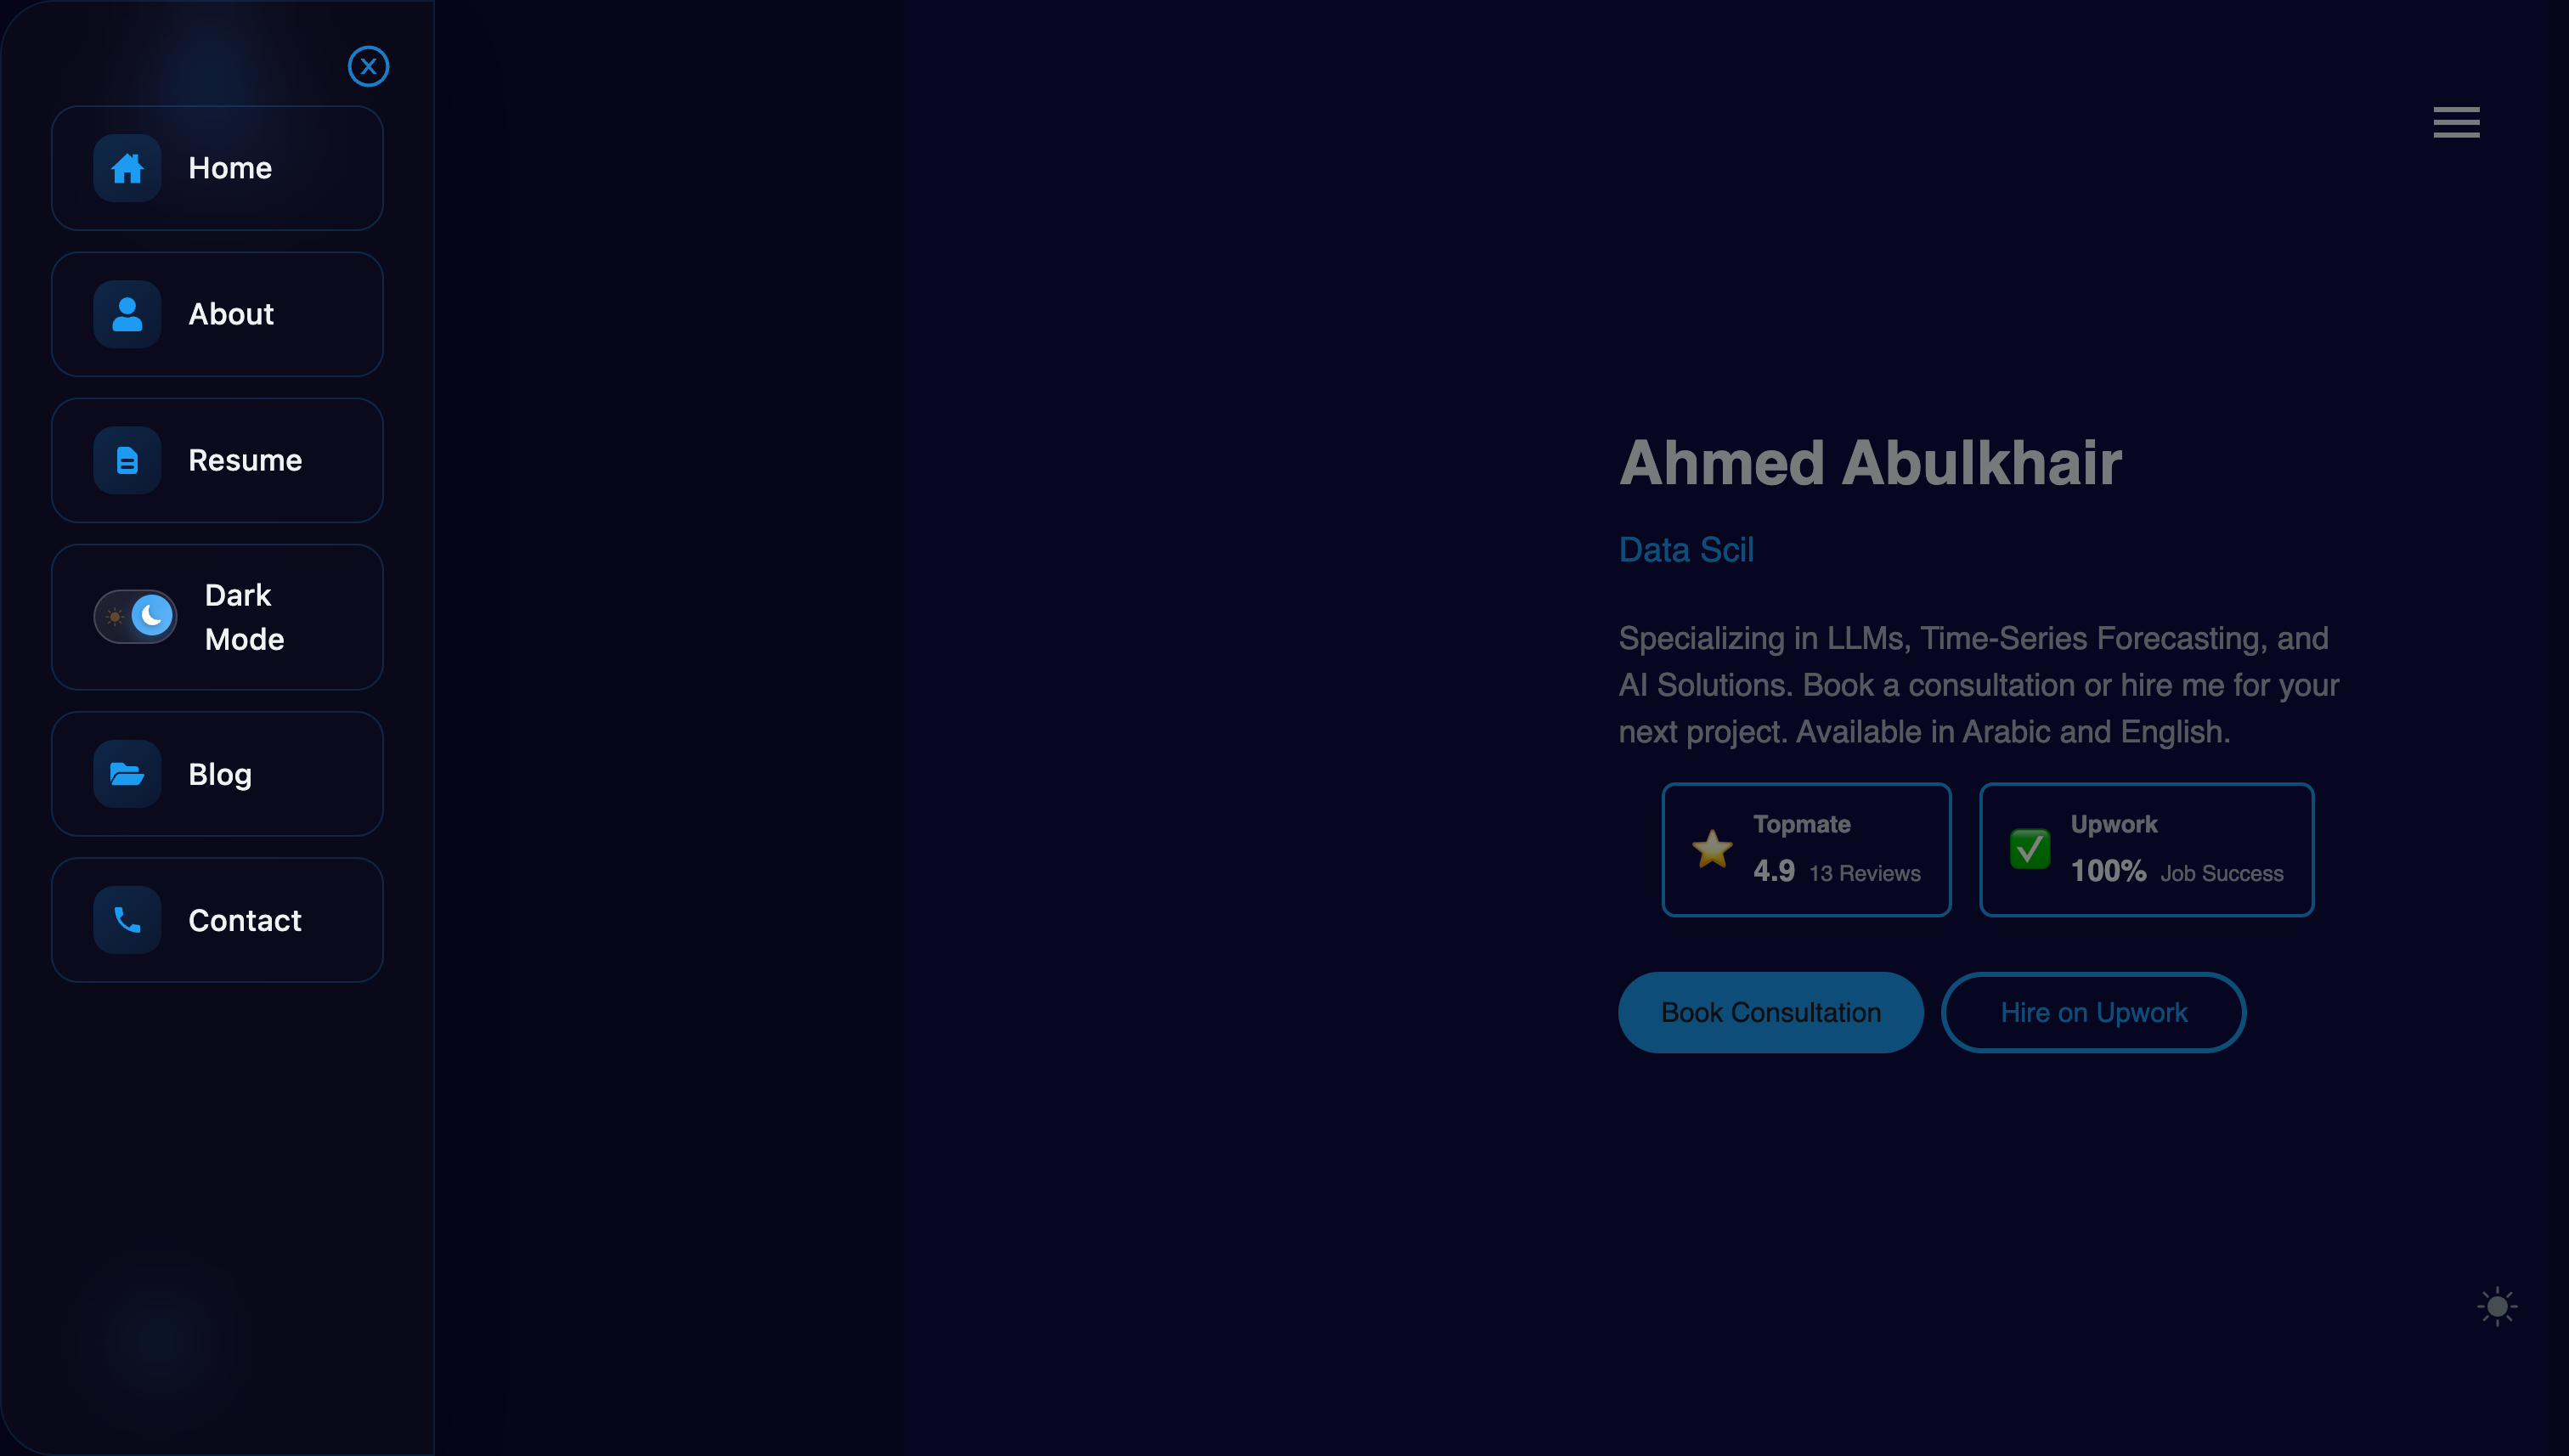 X
Home
About
Resume
Dark
Mode
Blog
Contact
Ahmed Abulkhair
Data Scil
Specializing in LLMs, Time-Series Forecasting, and
AI Solutions. Book a consultation or hire me for your
next project. Available in Arabic and English.
Topmate
4.9 13 Reviews
Upwork
100% Job Success
Book Consultation
Hire on Upwork